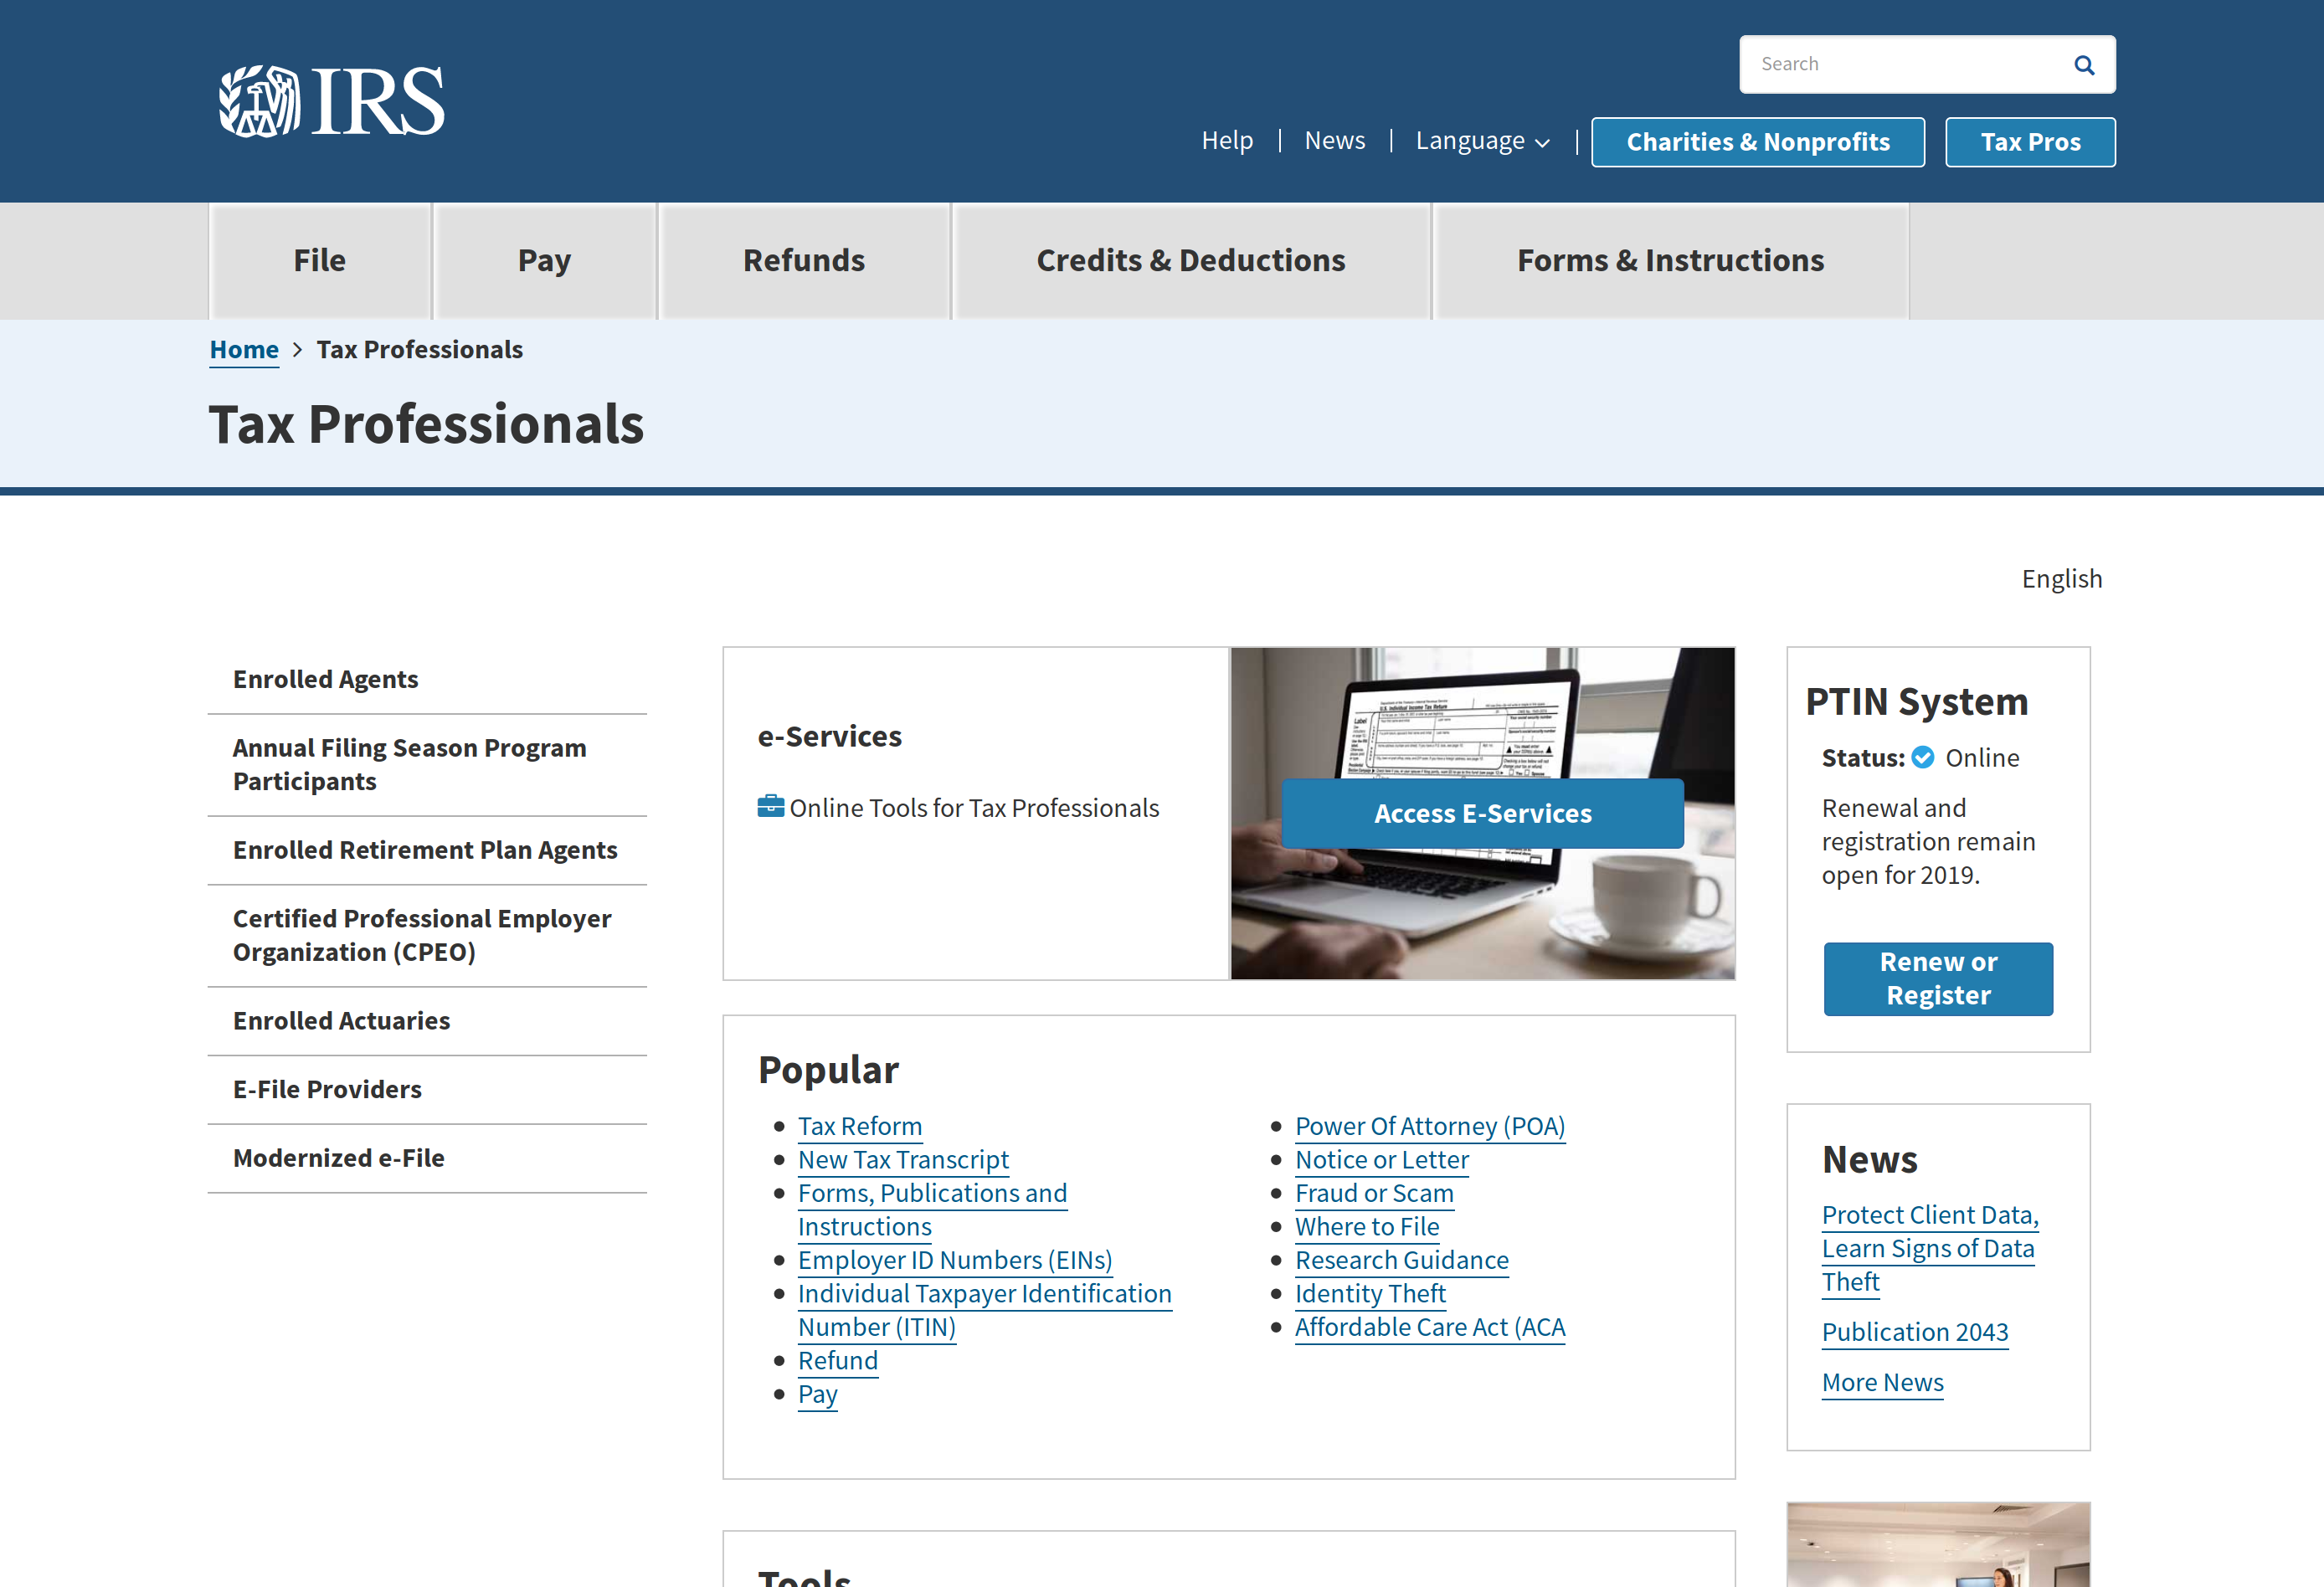 IRS
Search
Help
News
Language
Charities & Nonprofits
Tax Pros
File
Pay
Refunds
Credits & Deductions
Forms & Instructions
Home
Tax Professionals
Tax Professionals
English
Enrolled Agents
Annual Filing Season Program
Participants
Enrolled Retirement Plan Agents
Certified Professional Employer
Organization (CPEO)
Enrolled Actuaries
E-File Providers
Modernized e-File
e-Services
Online Tools for Tax Professionals
U.S. Individual Income Tax Return
Label
Access E-Services
Popular
Tax Reform
New Tax Transcript
Forms, Publications and
Instructions
Employer ID Numbers (EINs)
Individual Taxpayer Identification
Number (ITIN)
Refund
Pay
Power Of Attorney (POA)
Notice or Letter
Fraud or Scam
Where to File
Research Guidance
Identity Theft
Affordable Care Act (ACA
Tools
PTIN System
Status: Online
Renewal and
registration remain
open for 2019.
Renew or
Register
News
Protect Client Data,
Learn Signs of Data
Theft
Publication 2043
More News